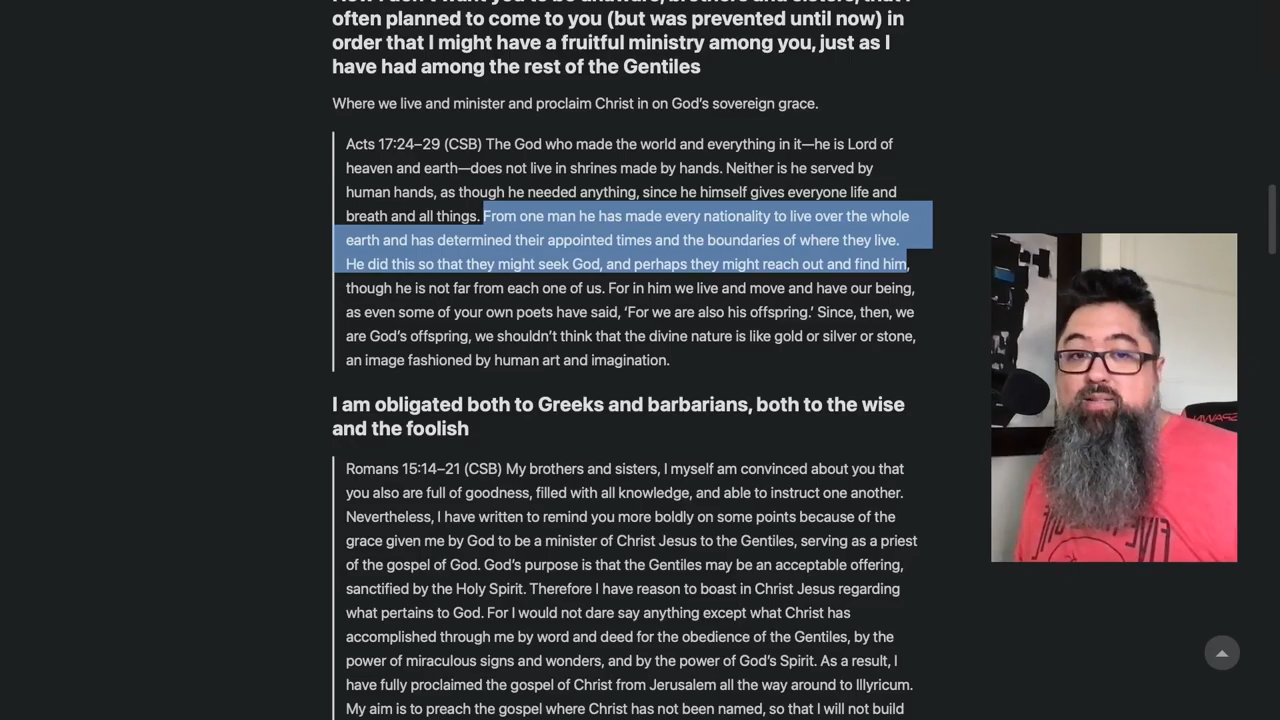 often planned to come to you (but was prevented until now) in
order that I might have a fruitful ministry among you, just as I
have had among the rest of the Gentiles
Where we live and minister and proclaim Christ in on God’s sovereign grace.
Acts 17:24–29 (CSB) The God who made the world and everything in it—he is Lord of
heaven and earth—does not live in shrines made by hands. Neither is he served by
human hands, as though he needed anything, since he himself gives everyone life and
breath and all things. From one man he has made every nationality to live over the whole
earth and has determined their appointed times and the boundaries of where they live.
He did this so that they might seek God, and perhaps they might reach out and find him,
though he is not far from each one of us. For in him we live and move and have our being,
as even some of your own poets have said, ‘For we are also his offspring.’ Since, then, we
are God’s offspring, we shouldn’t think that the divine nature is like gold or silver or stone,
an image fashioned by human art and imagination.
I am obligated both to Greeks and barbarians, both to the wise
and the foolish
Romans 15:14–21 (CSB) My brothers and sisters, I myself am convinced about you that
you also are full of goodness, filled with all knowledge, and able to instruct one another.
Nevertheless, I have written to remind you more boldly on some points because of the
grace given me by God to be a minister of Christ Jesus to the Gentiles, serving as a priest
of the gospel of God. God’s purpose is that the Gentiles may be an acceptable offering,
sanctified by the Holy Spirit. Therefore I have reason to boast in Christ Jesus regarding
what pertains to God. For I would not dare say anything except what Christ has
accomplished through me by word and deed for the obedience of the Gentiles, by the
power of miraculous signs and wonders, and by the power of God’s Spirit. As a result, I
have fully proclaimed the gospel of Christ from Jerusalem all the way around to Illyricum.
My aim is to preach the gospel where Christ has not been named, so that I will not build